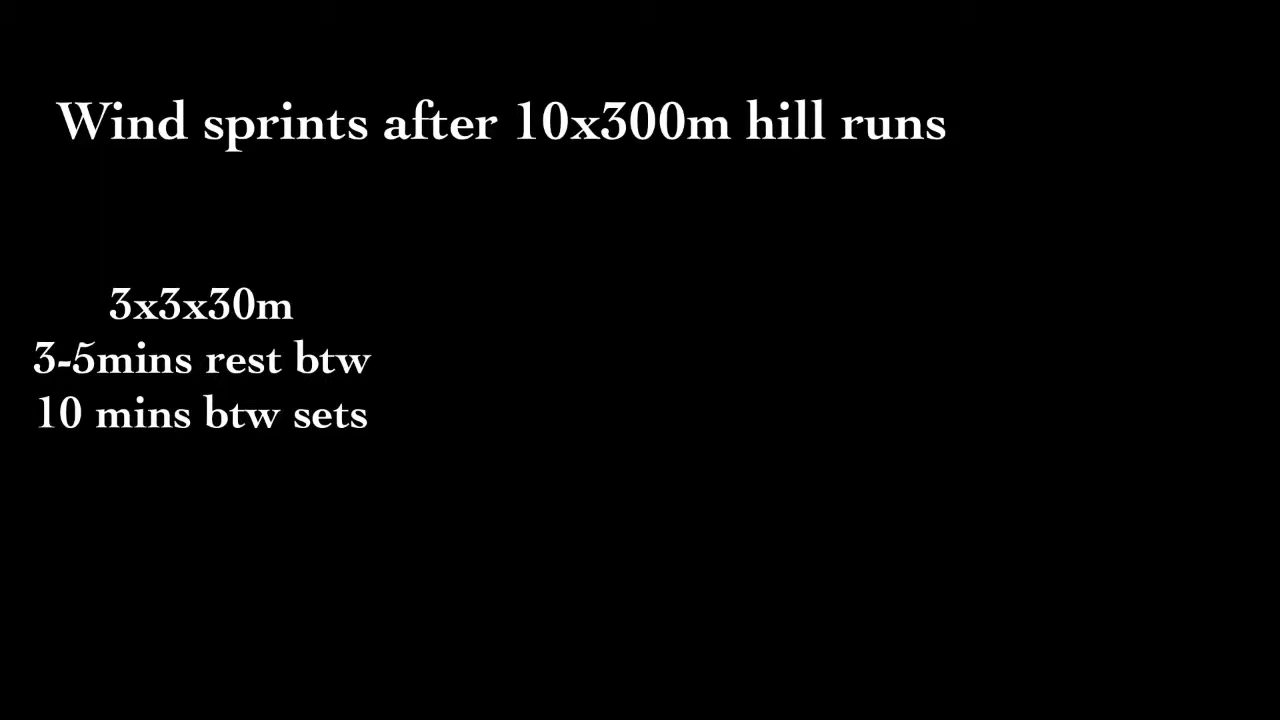 Wind sprints after 10x300m hill runs
3x3x30m
3-5mins rest btw
10 mins btw sets